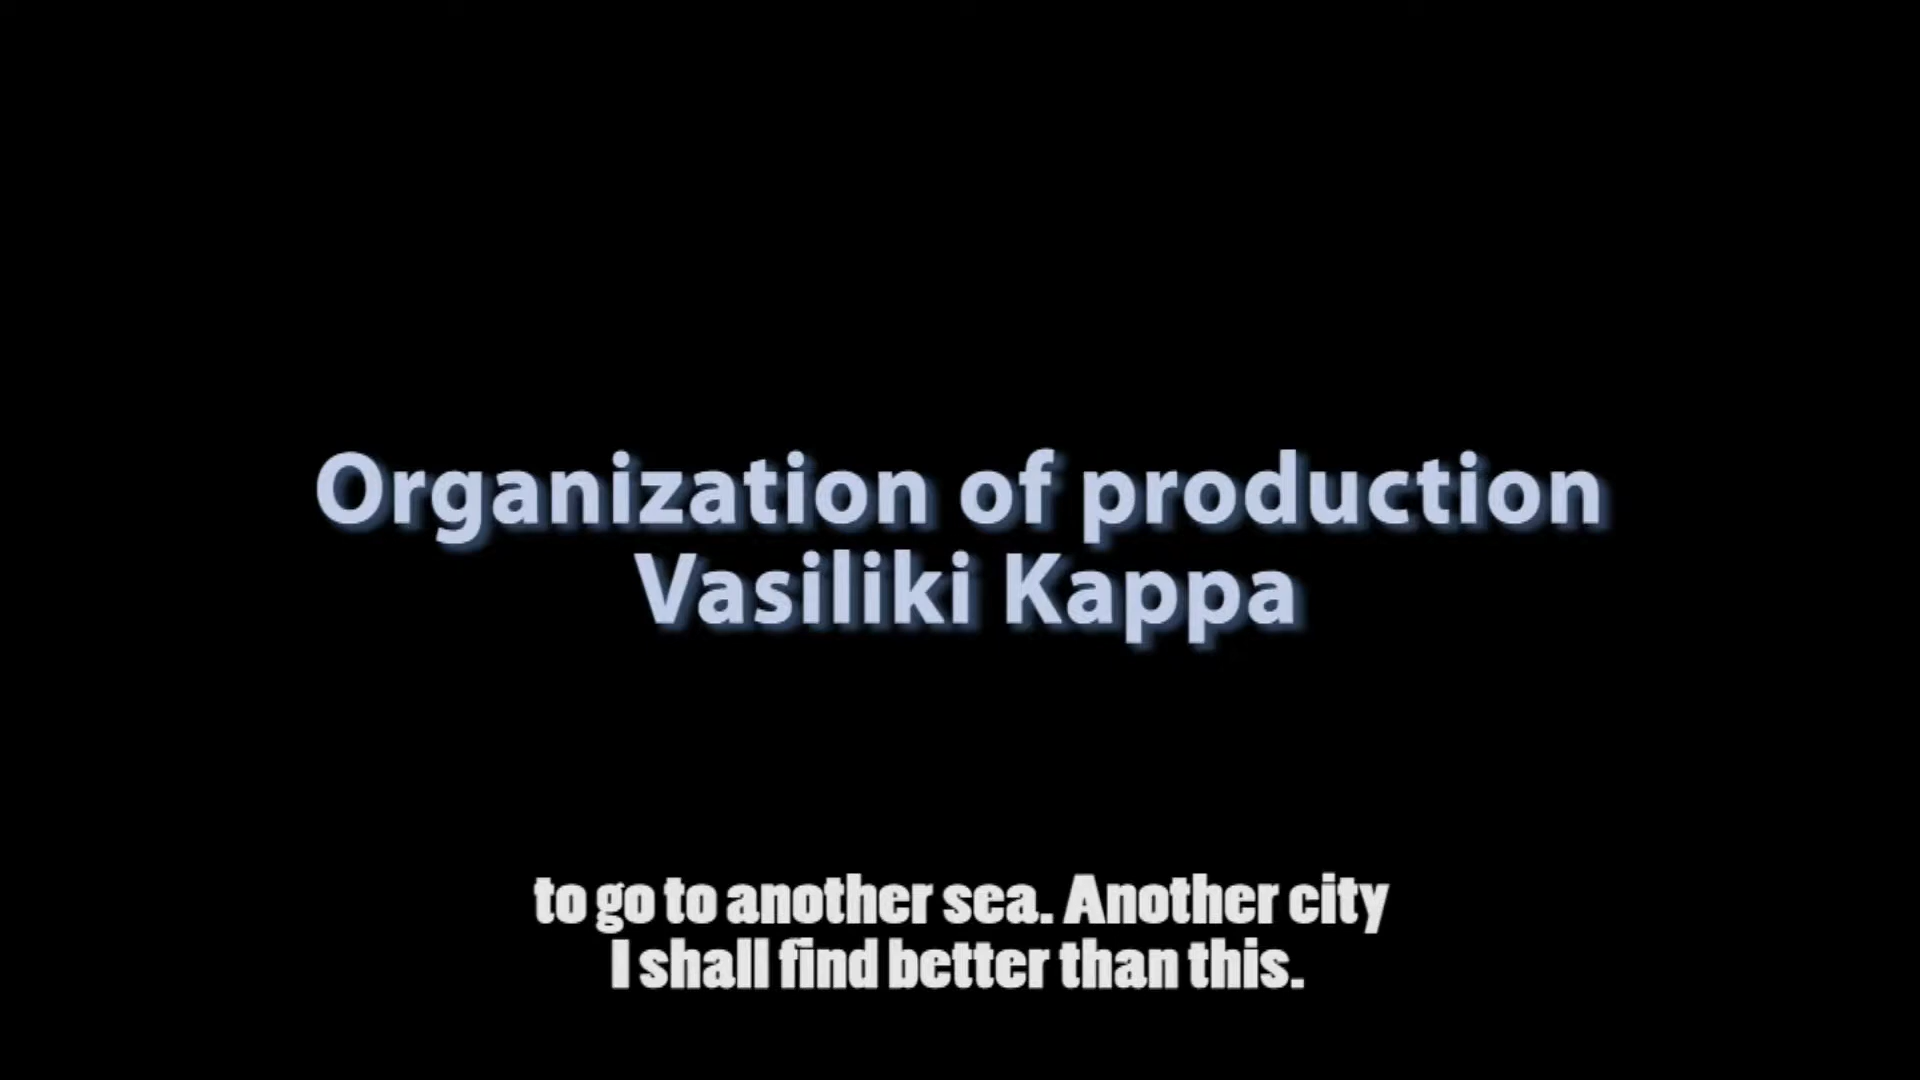 Organization of production
Vasiliki Kappa
to go to another sea. Another city
I shall find better than this.